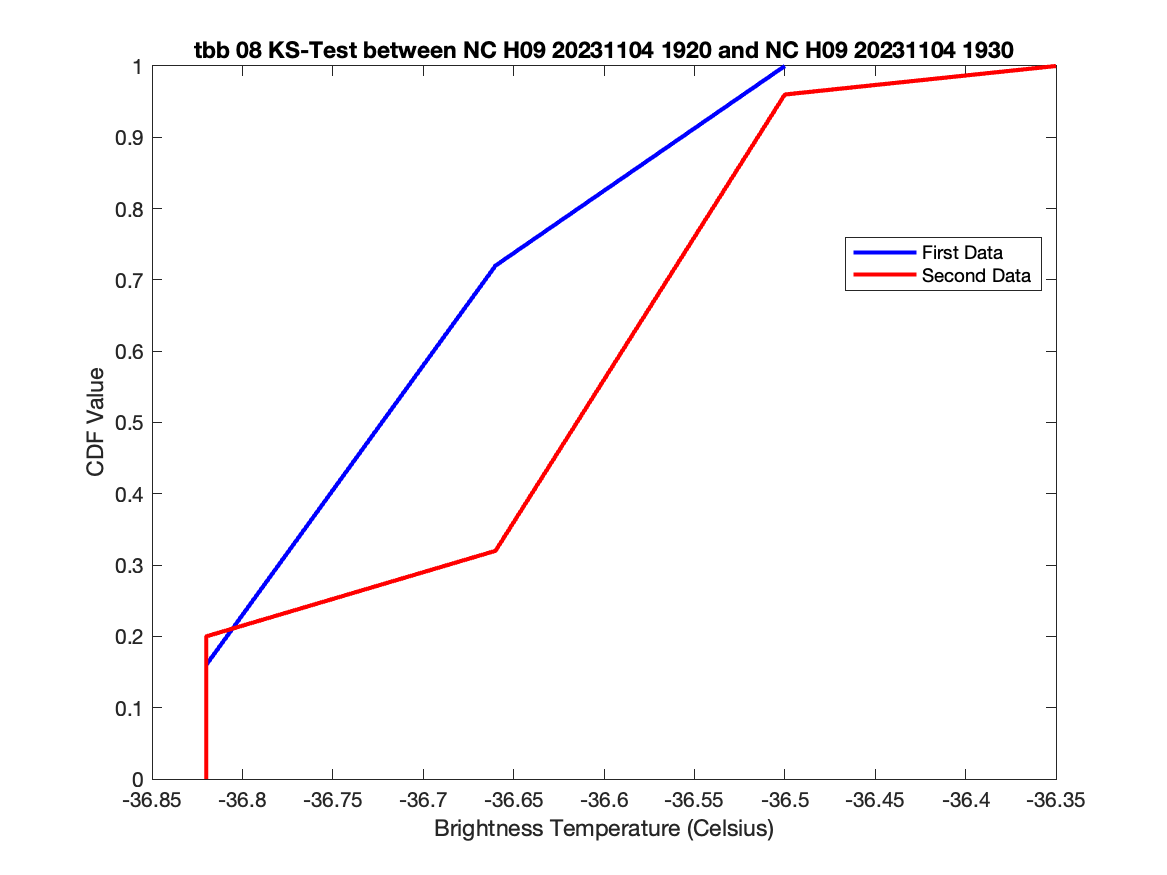 tbb 08 KS-Test between NC H09 20231104 1920 and NC H09 20231104 1930
1
0.9
0.8
0.7
0.6
0.5
0.4
0.3
0.2
0.1
0
CDF Value
First Data
Second Data
-36.85 -36.8 -36.75 -36.7 -36.65 -36.6 -36.55 -36.5 -36.45 -36.4 -36.35
Brightness Temperature (Celsius)